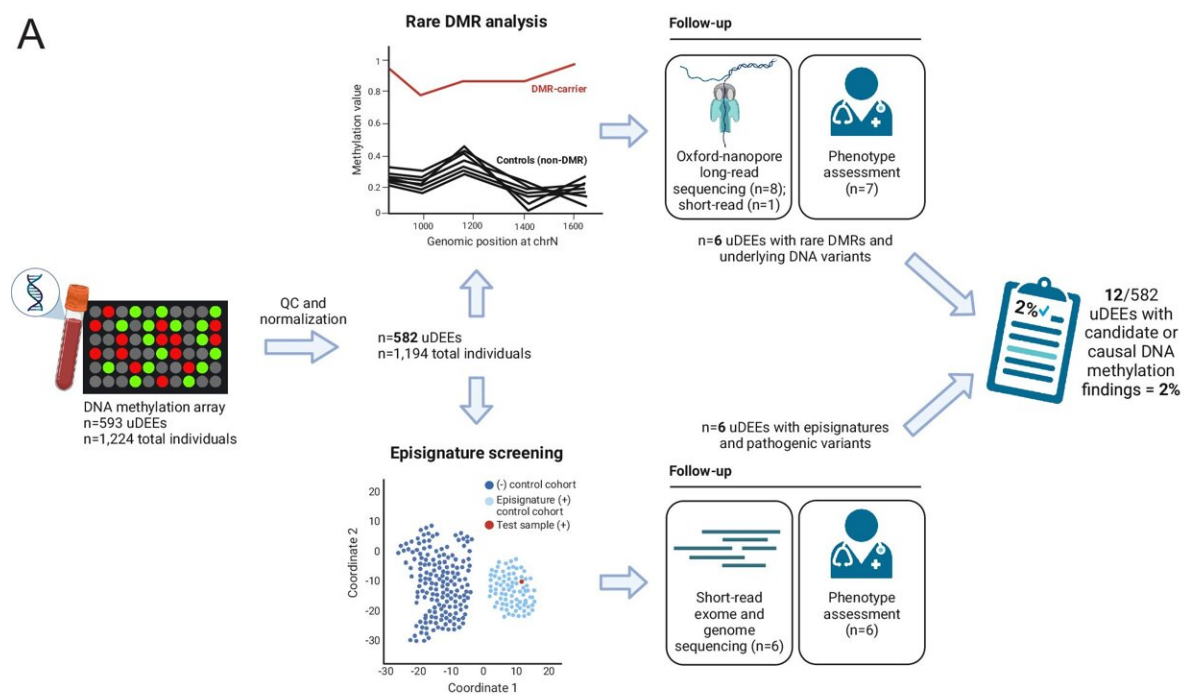 A
DNA methylation array
n=593 uDEEs
n=1,224 total individuals
QC and
normalization
n=582 uDEEs
n=1,194 total individuals
Rare DMR analysis
Methylation value
1
0.8
0.6
0.4
0.2
0
DMR-carrier
Controls (non-DMR)
1000
1200
1400
1600
Genomic position at chrN
Follow-up
Oxford-nanopore
long-read
sequencing (n=8);
short-read (n=1)
Phenotype
assessment
(n=7)
n=6 uDEEs with rare DMRs and
underlying DNA variants
Episignature screening
(-) control cohort
Episignature (+)
control cohort
Test sample (+)
Coordinate 2
20
10
0
-10
-20
-30
-30
-20
-10
0
10
20
Coordinate 1
n=6 uDEEs with episignatures
and pathogenic variants
Follow-up
Short-read
exome and
genome
sequencing (n=6)
Phenotype
assessment
(n=6)
2%
12/582
uDEEs with
candidate or
causal DNA
methylation
findings = 2%